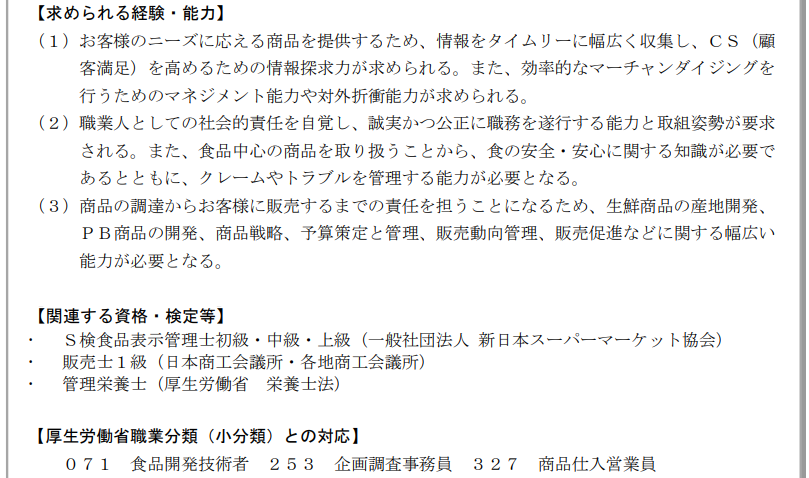 【求められる経験・能力】
（１）お客様のニーズに応える商品を提供するため、情報をタイムリーに幅広く収集し、ＣＳ（顧
客満足）を高めるための情報探求力が求められる。また、効率的なマーチャンダイジングを
行うためのマネジメント能力や対外折衝能力が求められる。
（２）職業人としての社会的責任を自覚し、誠実かつ公正に職務を遂行する能力と取組姿勢が要求
される。また、食品中心の商品を取り扱うことから、食の安全・安心に関する知識が必要で
あるとともに、クレームやトラブルを管理する能力が必要となる。
（３）商品の調達からお客様に販売するまでの責任を担うことになるため、生鮮商品の産地開発、
ＰＢ商品の開発、商品戦略、予算策定と管理、販売動向管理、販売促進などに関する幅広い
能力が必要となる。
【関連する資格・検定等】
・　Ｓ検食品表示管理士初級・中級・上級（一般社団法人 新日本スーパーマーケット協会）
・　販売士１級（日本商工会議所・各地商工会議所）
・　管理栄養士（厚生労働省　栄養士法）
【厚生労働省職業分類（小分類）との対応】
０７１　食品開発技術者　２５３　企画調査事務員　３２７　商品仕入営業員